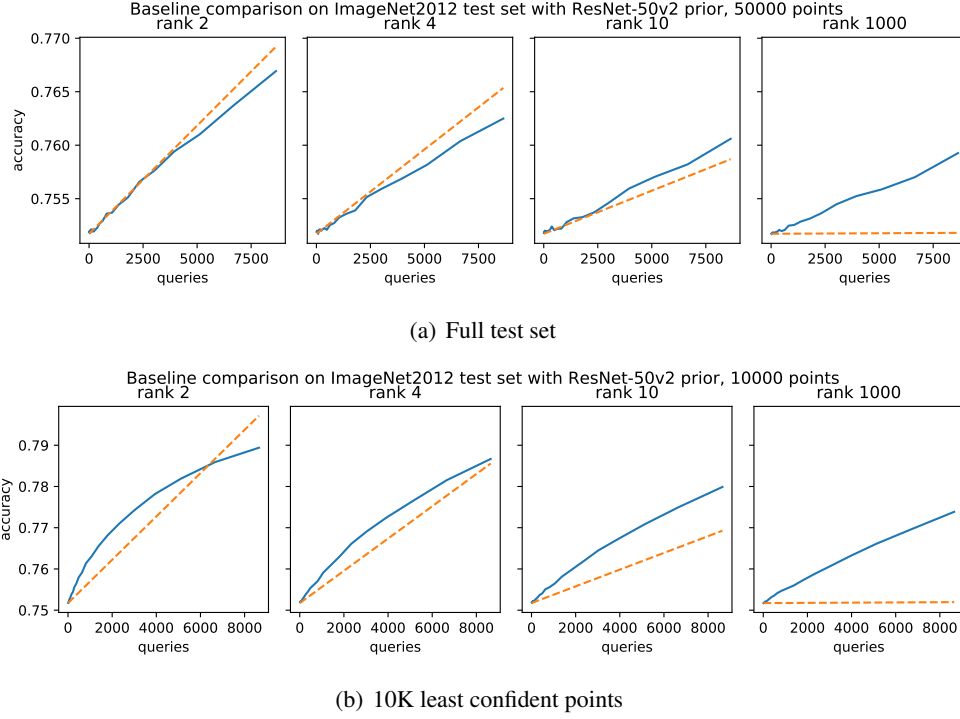 Baseline comparison on ImageNet2012 test set with ResNet-50v2 prior, 50000 points
rank 2 rank 4 rank 10 rank 1000
0.770
0.765
0.760
0.755
accuracy
0 2500 5000 7500 0 2500 5000 7500 0 2500 5000 7500 0 2500 5000 7500
queries queries queries queries
(a) Full test set
Baseline comparison on ImageNet2012 test set with ResNet-50v2 prior, 10000 points
rank 2 rank 4 rank 10 rank 1000
0.79
0.78
0.77
0.76
0.75
accuracy
0 2000 4000 6000 8000 0 2000 4000 6000 8000 0 2000 4000 6000 8000 0 2000 4000 6000 8000
queries queries queries queries
(b) 10K least confident points